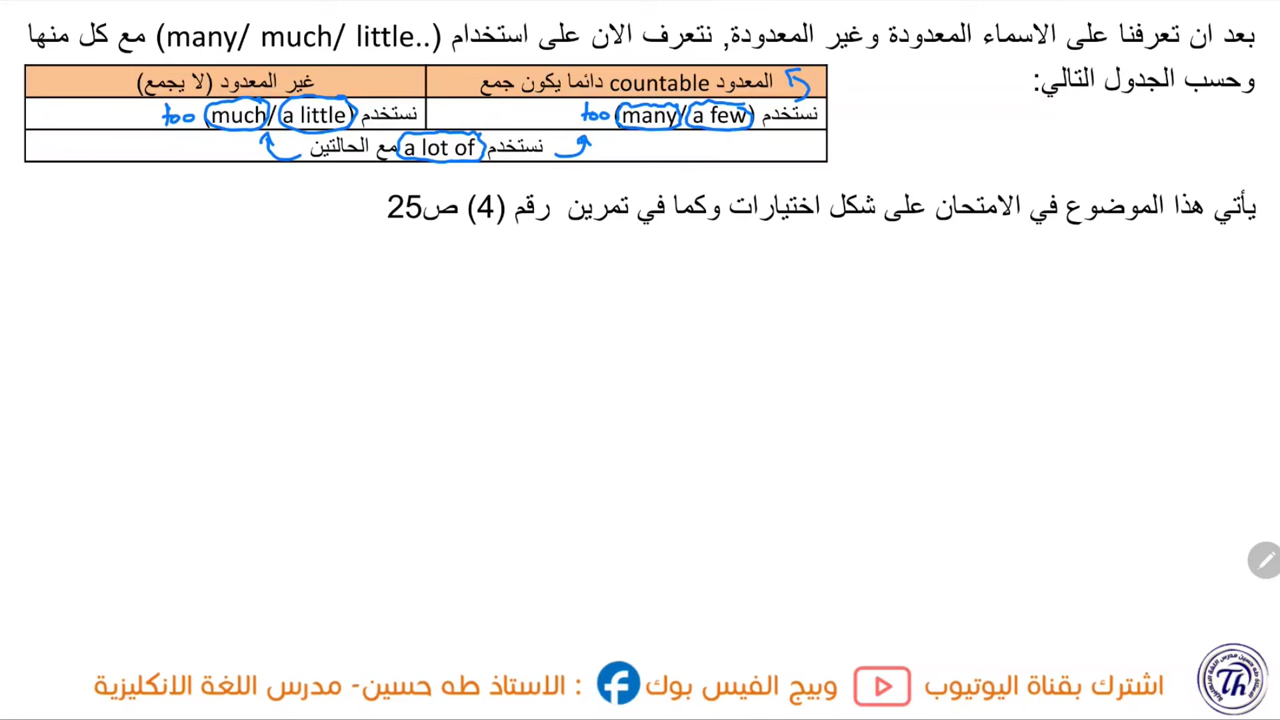 بعد ان تعرفنا على الاسماء المعدودة وغير المعدودة, نتعرف الان على استخدام (many/ much/ little..) مع كل منها
وحسب الجدول التالي:
المعدود countable دائما يكون جمع
غير المعدود (لا يجمع)
نستخدم (many/a few) too
نستخدم (much/a little) too
نستخدم a lot of مع الحالتين
يأتي هذا الموضوع في الامتحان على شكل اختيارات وكما في تمرين رقم (4) ص25
اشترك بقناة اليوتيوب وبيج الفيس بوك : الاستاذ طه حسين- مدرس اللغة الانكليزية
Th